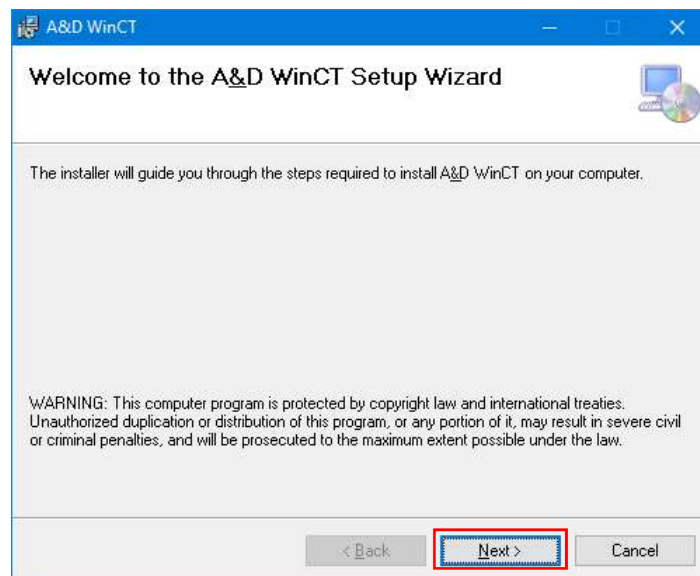 A&D WinCT
Welcome to the A&D WinCT Setup Wizard
The installer will guide you through the steps required to install A&D WinCT on your computer.
WARNING: This computer program is protected by copyright law and international treaties.
Unauthorized duplication or distribution of this program, or any portion of it, may result in severe civil
or criminal penalties, and will be prosecuted to the maximum extent possible under the law.
< Back
Next >
Cancel